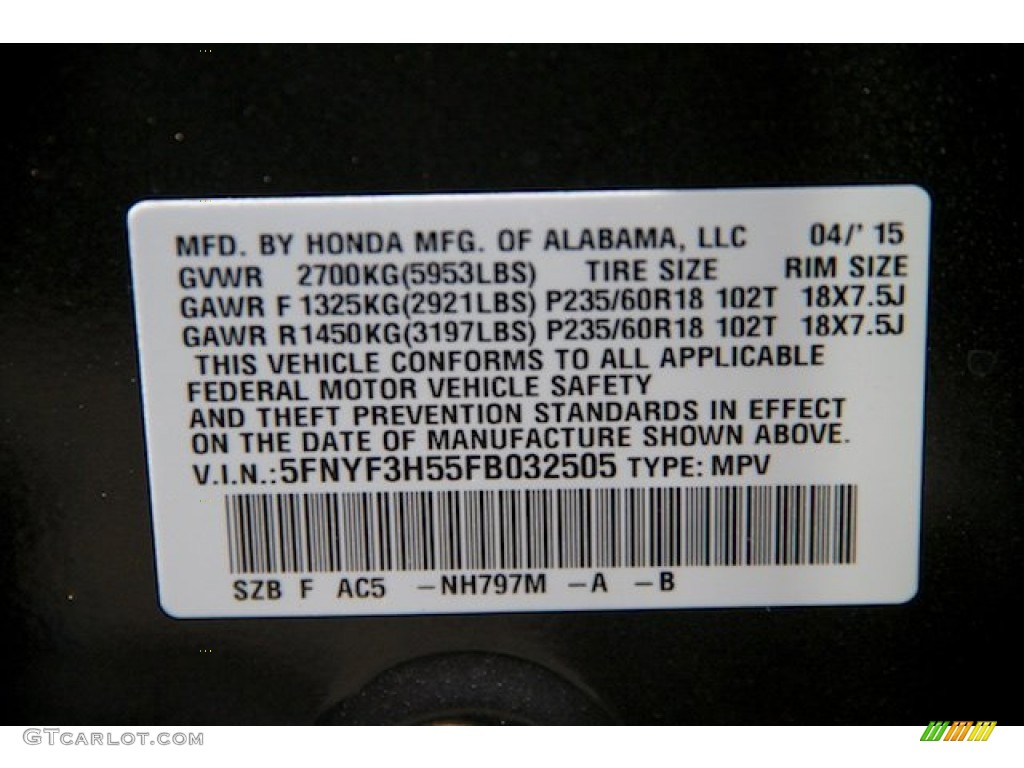 MFD. BY HONDA MFG. OF ALABAMA, LLC 04/' 15
GVWR 2700KG(5953LBS) TIRE SIZE RIM SIZE
GAWR F 1325KG(2921LBS) P235/60R18 102T 18X7.5J
GAWR R1450KG(3197LBS) P235/60R18 102T 18X7.5J
THIS VEHICLE CONFORMS TO ALL APPLICABLE
FEDERAL MOTOR VEHICLE SAFETY
AND THEFT PREVENTION STANDARDS IN EFFECT
ON THE DATE OF MANUFACTURE SHOWN ABOVE.
V.I.N.:5FNYF3H55FB032505 TYPE: MPV
SZB F AC5 -NH797M -A -B
GTCARLOT.COM